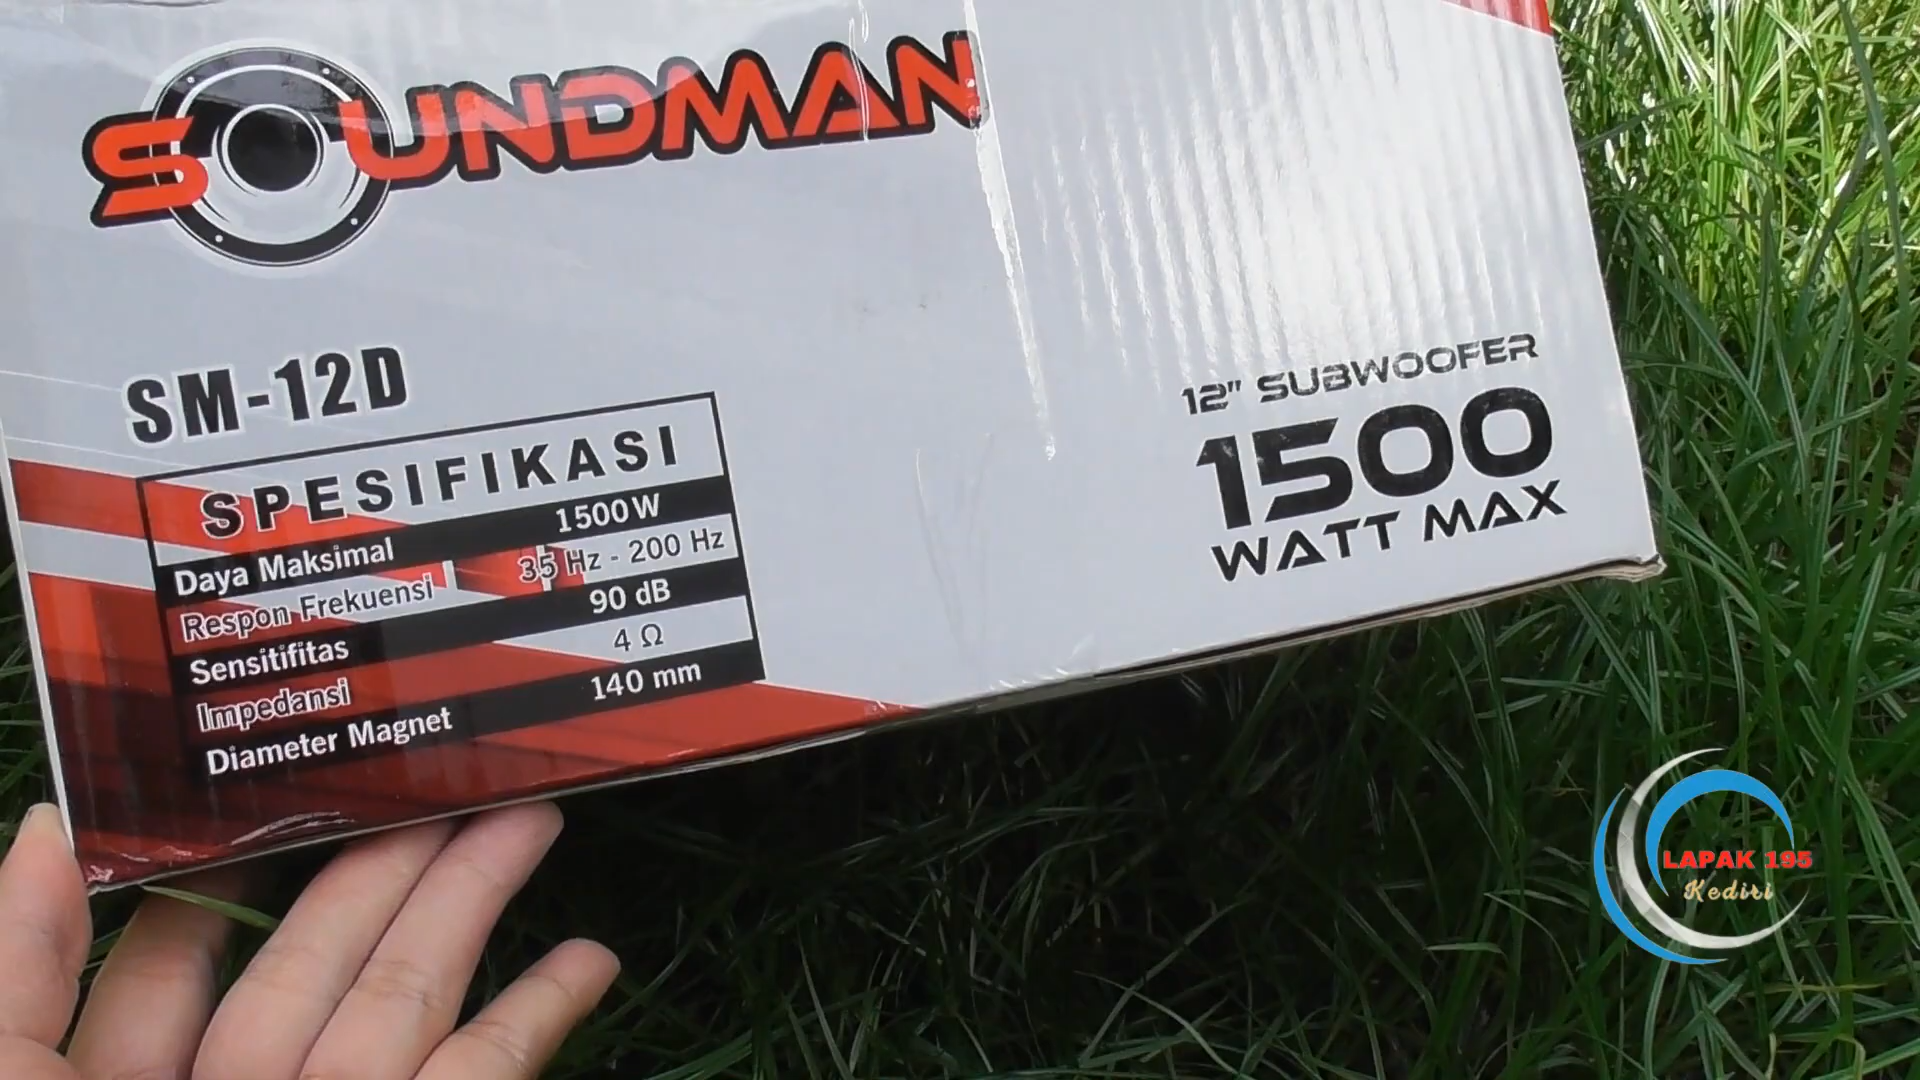 SOUNDMAN
SM-12D
SPESIFIKASI
Daya Maksimal 1500W
Respon Frekuensi 35 Hz - 200 Hz
Sensitifitas 90 dB
Impedansi 4 Ω
Diameter Magnet 140 mm
12" SUBWOOFER
1500
WATT MAX
LAPAK 195
Kediri